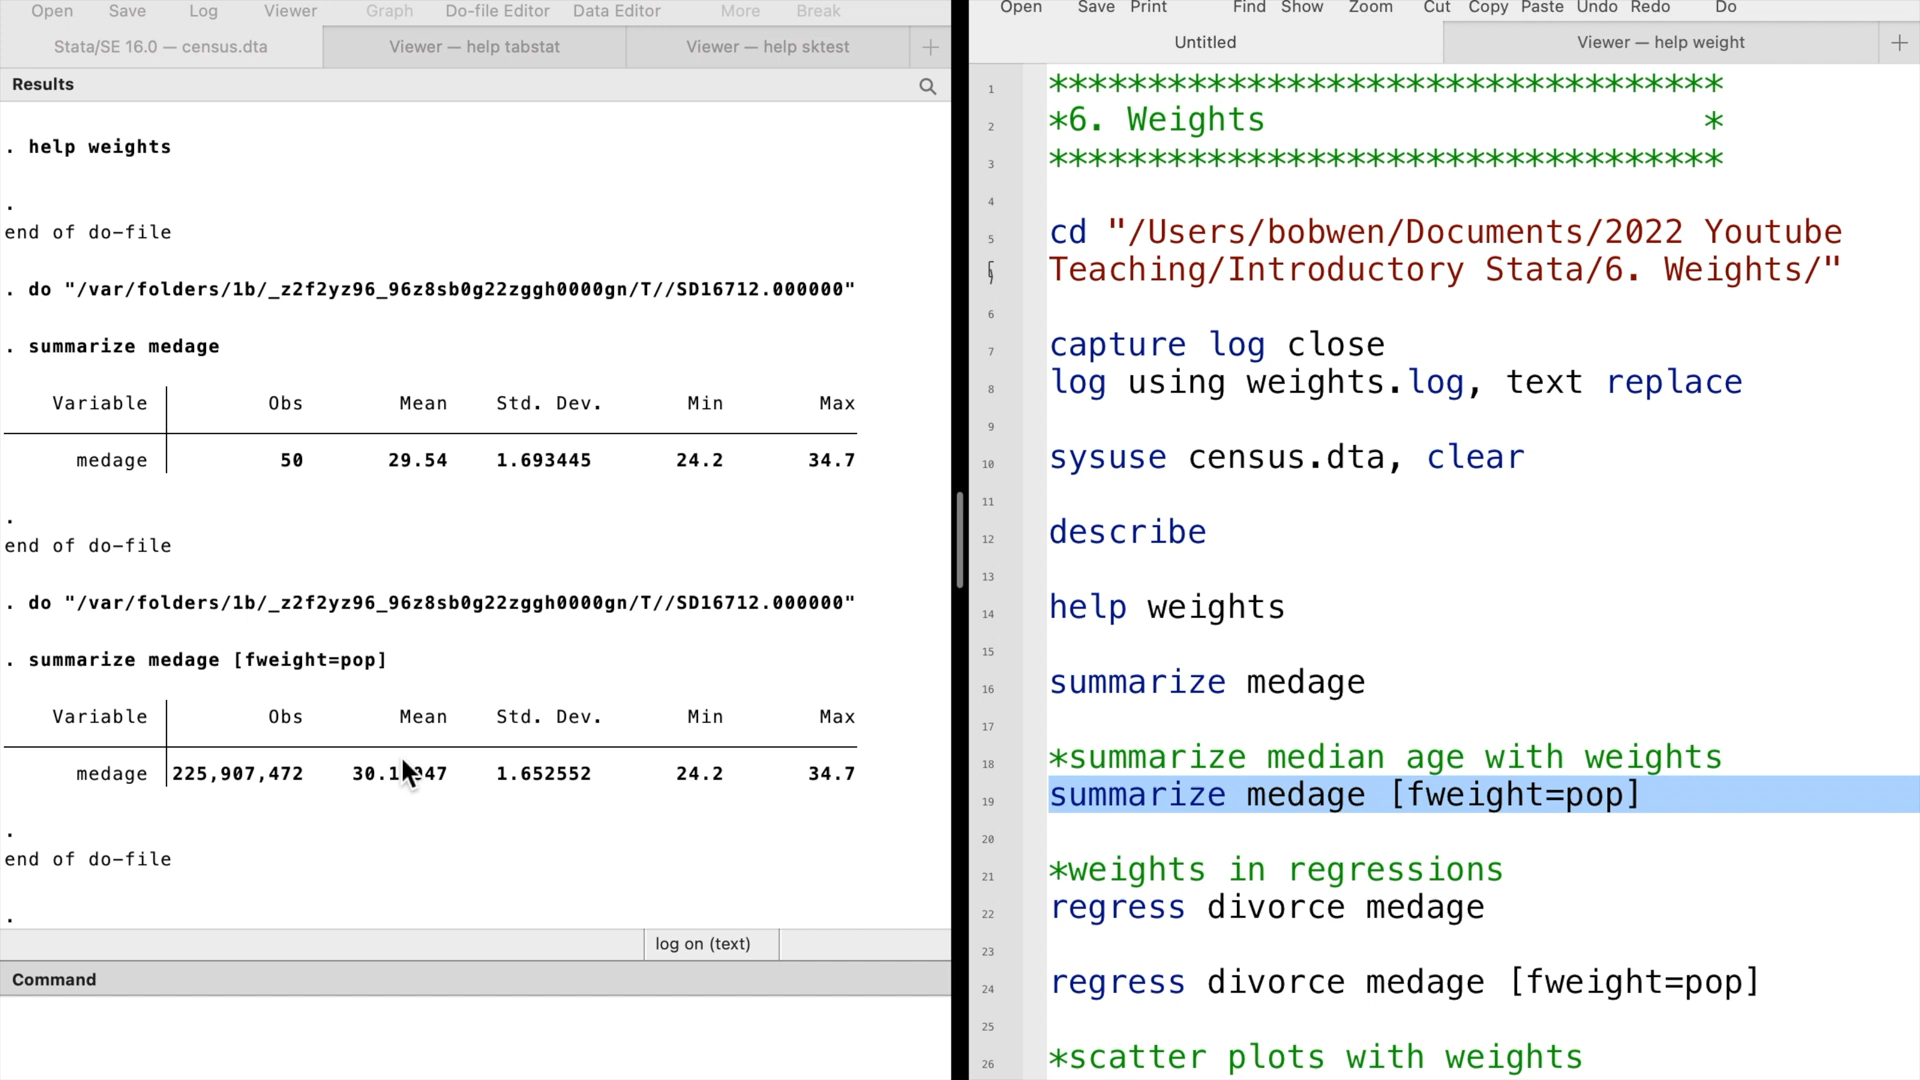 Open Save Log Viewer Graph Do-file Editor Data Editor More Break
Stata/SE 16.0 — census.dta Viewer — help tabstat Viewer — help sktest +
Results
. help weights
.
end of do-file
. do "/var/folders/1b/_z2f2yz96_96z8sb0g22zggh0000gn/T//SD16712.000000"
. summarize medage
Variable Obs Mean Std. Dev. Min Max
medage 50 29.54 1.693445 24.2 34.7
.
end of do-file
. do "/var/folders/1b/_z2f2yz96_96z8sb0g22zggh0000gn/T//SD16712.000000"
. summarize medage [fweight=pop]
Variable Obs Mean Std. Dev. Min Max
medage 225,907,472 1.652552 24.2 34.7
.
end of do-file
.
log on (text)
Command
Open Save Print Find Show Zoom Cut Copy Paste Undo Redo Do
Untitled Viewer — help weight +
1 **********************************
2 *6. Weights *
3 **********************************
4
5 cd "/Users/bobwen/Documents/2022 Youtube
Teaching/Introductory Stata/6. Weights/"
6
7 capture log close
8 log using weights.log, text replace
9
10 sysuse census.dta, clear
11
12 describe
13
14 help weights
15
16 summarize medage
17
18 *summarize median age with weights
19 summarize medage [fweight=pop]
20
21 *weights in regressions
22 regress divorce medage
23
24 regress divorce medage [fweight=pop]
25
26 *scatter plots with weights